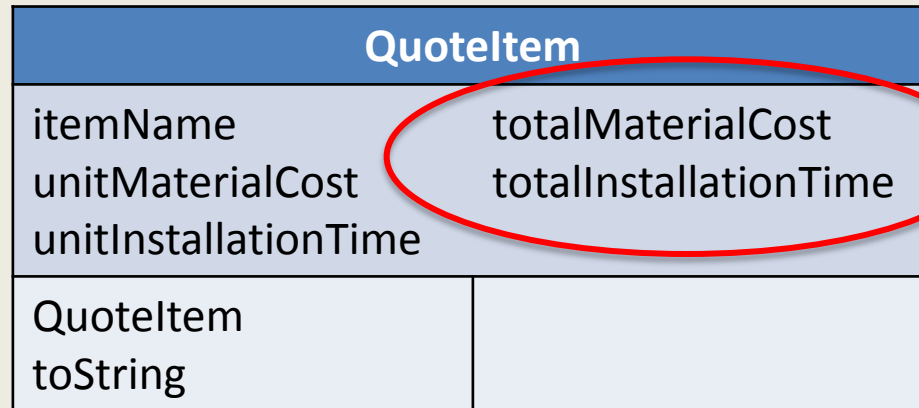 QuoteItem
itemName
unitMaterialCost
unitInstallationTime
totalMaterialCost
totalInstallationTime
QuoteItem
toString